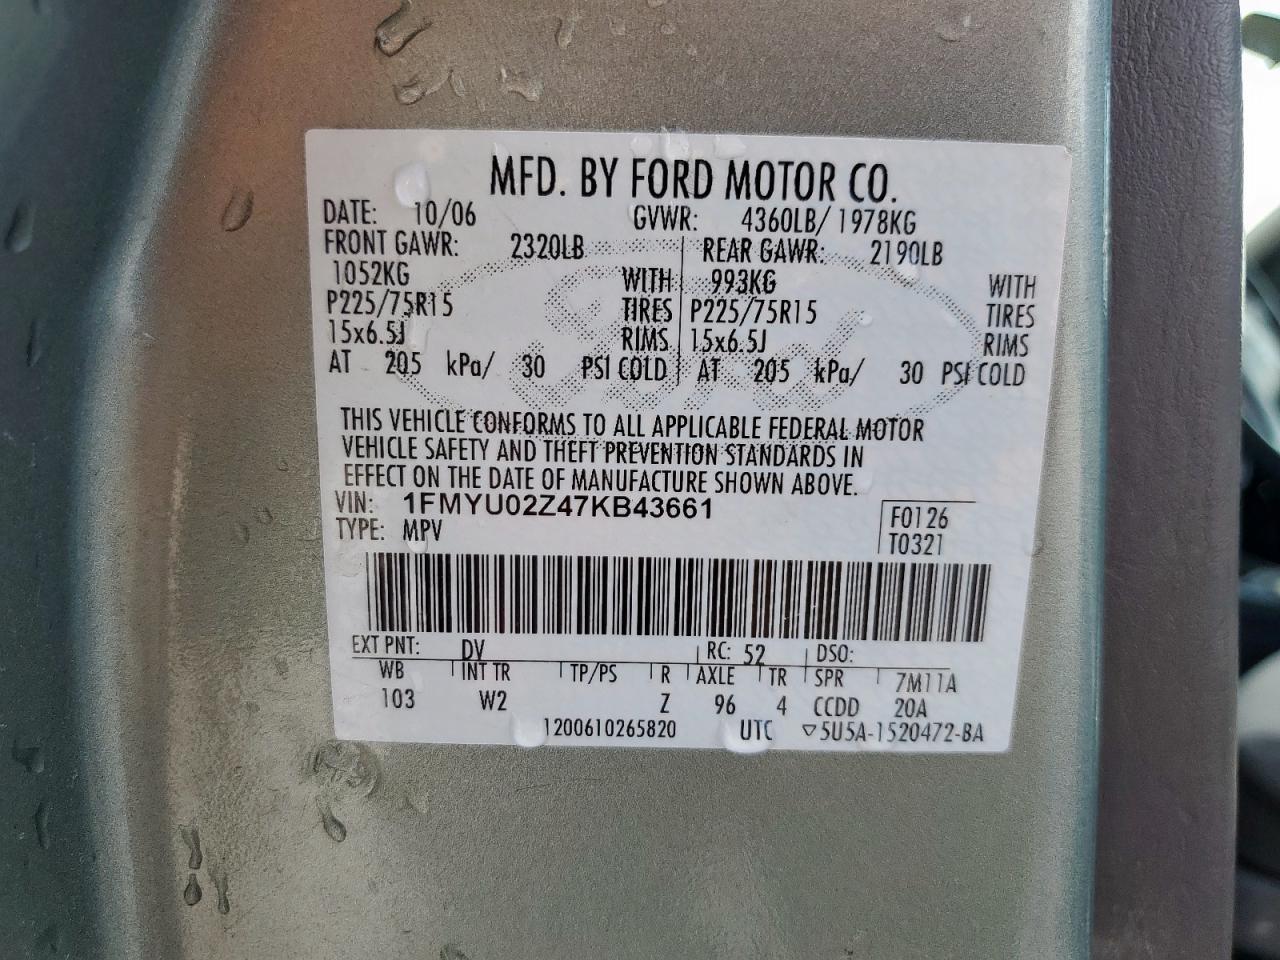 MFD. BY FORD MOTOR CO.
DATE: 10/06 GVWR: 4360LB/ 1978KG
FRONT GAWR: 2320LB REAR GAWR: 2190LB
1052KG WITH 993KG WITH
P225/75R15 TIRES P225/75R15 TIRES
15x6.5J RIMS 15x6.5J RIMS
AT 205 kPa/ 30 PSI COLD AT 205 kPa/ 30 PSI COLD
THIS VEHICLE CONFORMS TO ALL APPLICABLE FEDERAL MOTOR
VEHICLE SAFETY AND THEFT PREVENTION STANDARDS IN
EFFECT ON THE DATE OF MANUFACTURE SHOWN ABOVE.
VIN: 1FMYU02Z47KB43661 F0126
TYPE: MPV T0321
EXT PNT: DV RC: 52 DSO:
WB INT TR TP/PS R AXLE TR SPR 7M11A
103 W2 Z 96 4 CCDD 20A
1200610265820 UTC ▽5U5A-1520472-BA